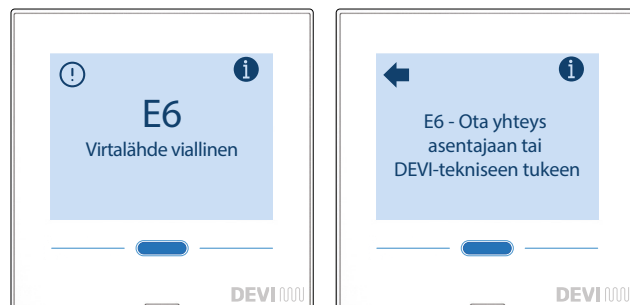 E6
Virtalähde viallinen
DEVI
E6 - Ota yhteys
asentajaan tai
DEVI-tekniseen tukeen
DEVI